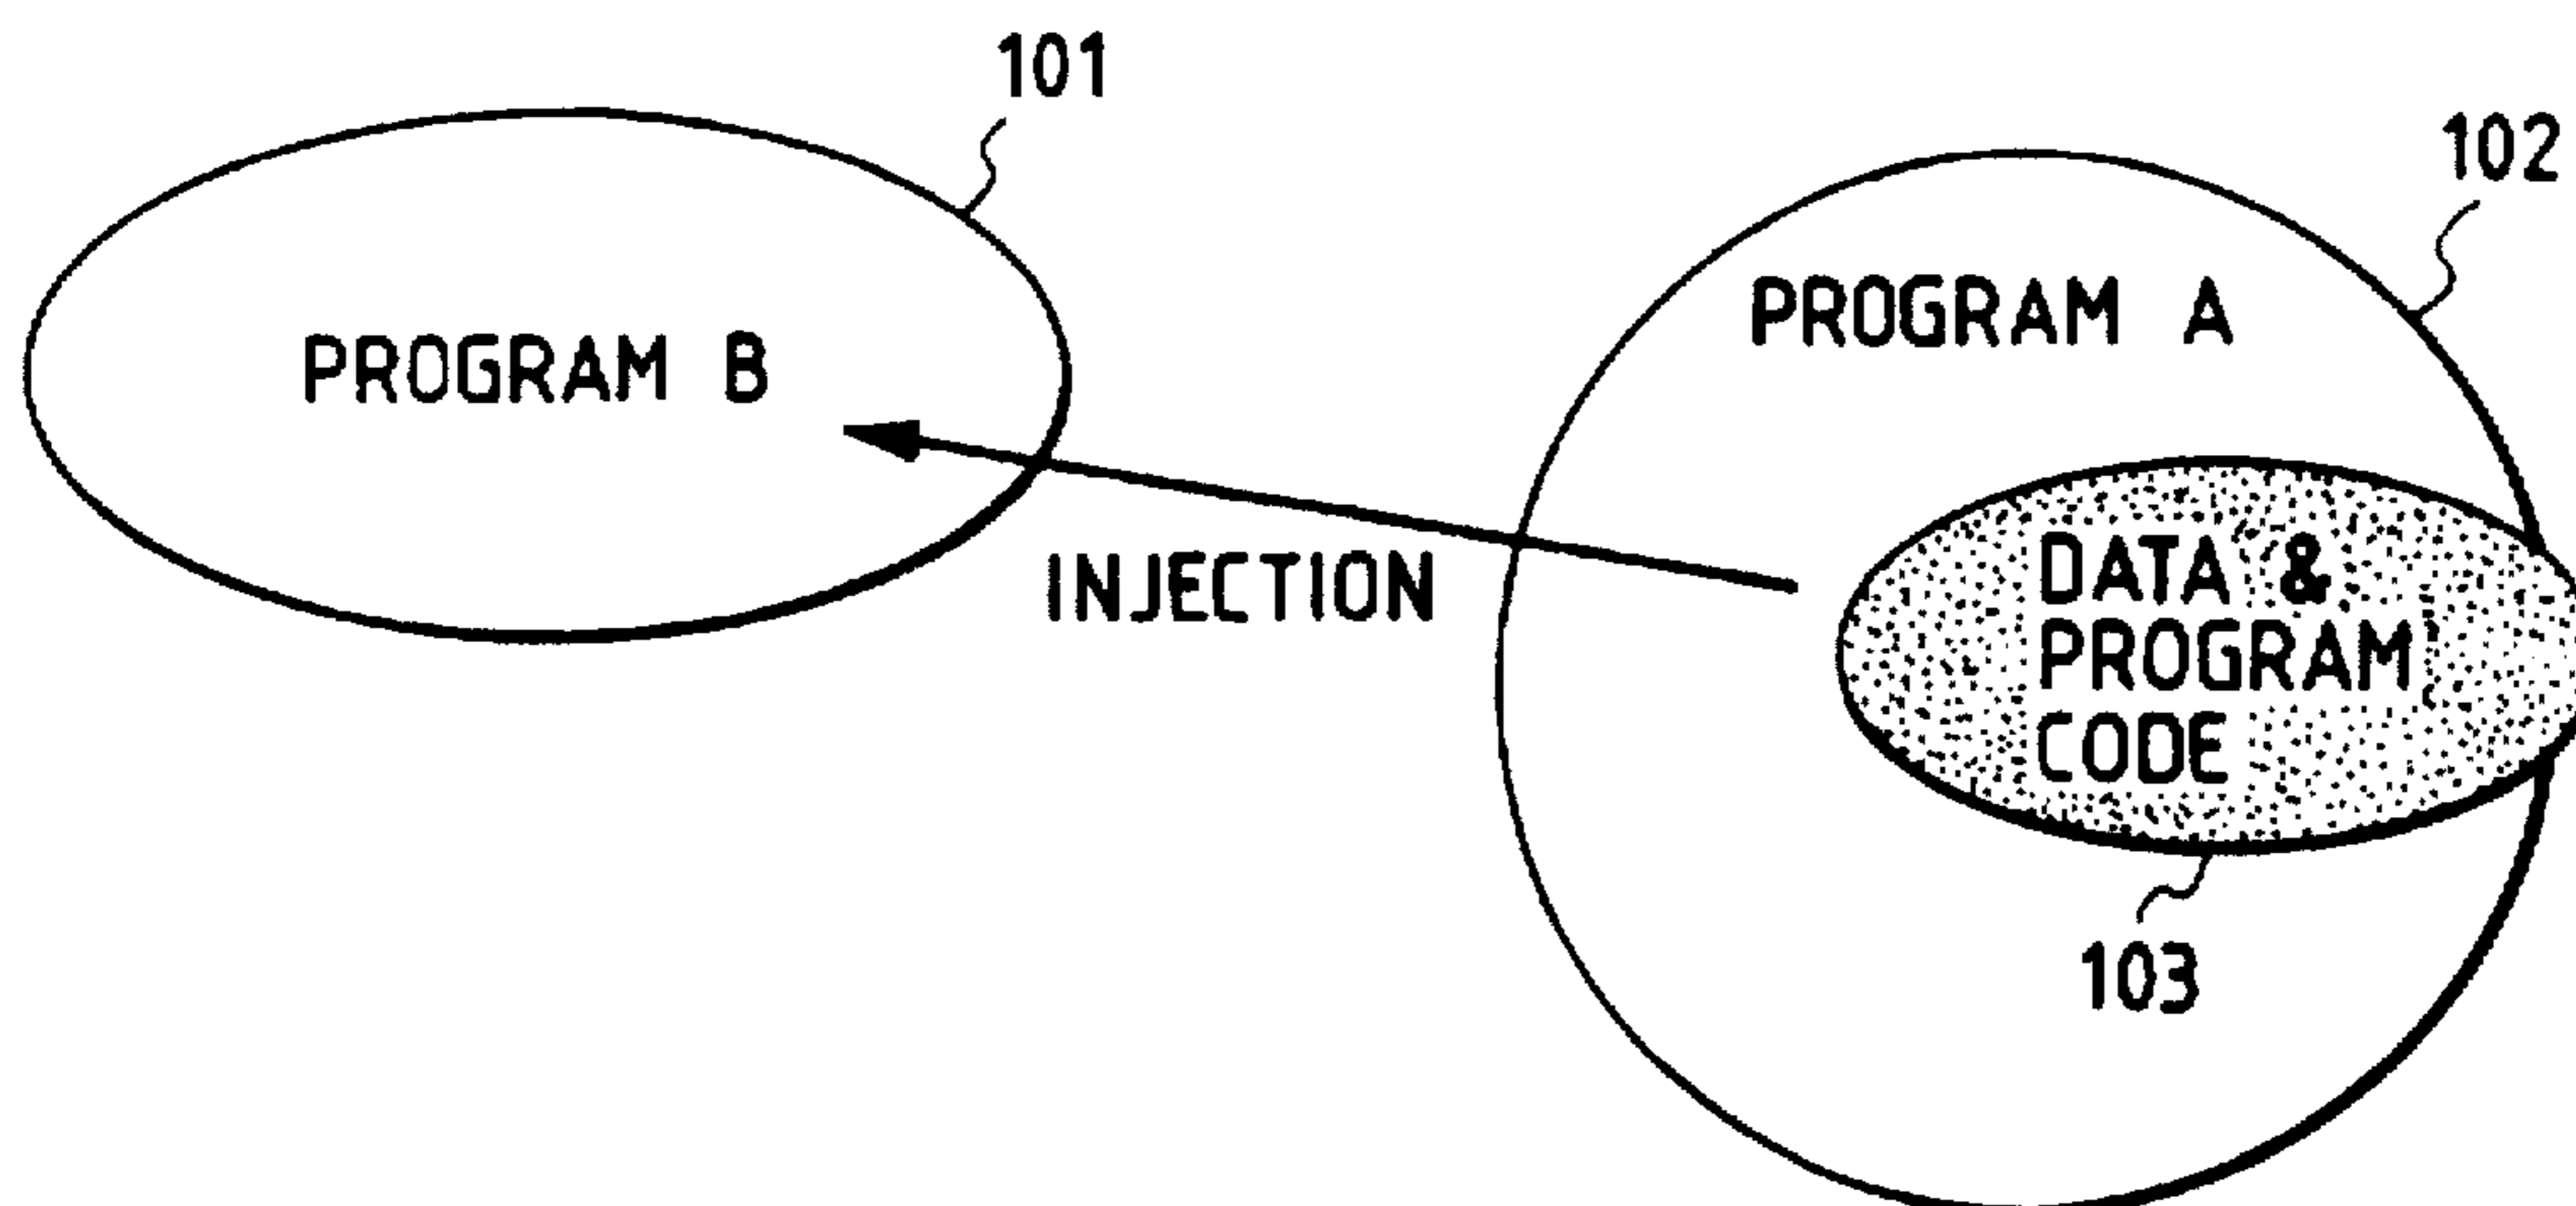 101
102
PROGRAM A
PROGRAM B
INJECTION
DATA &
PROGRAM
CODE
103